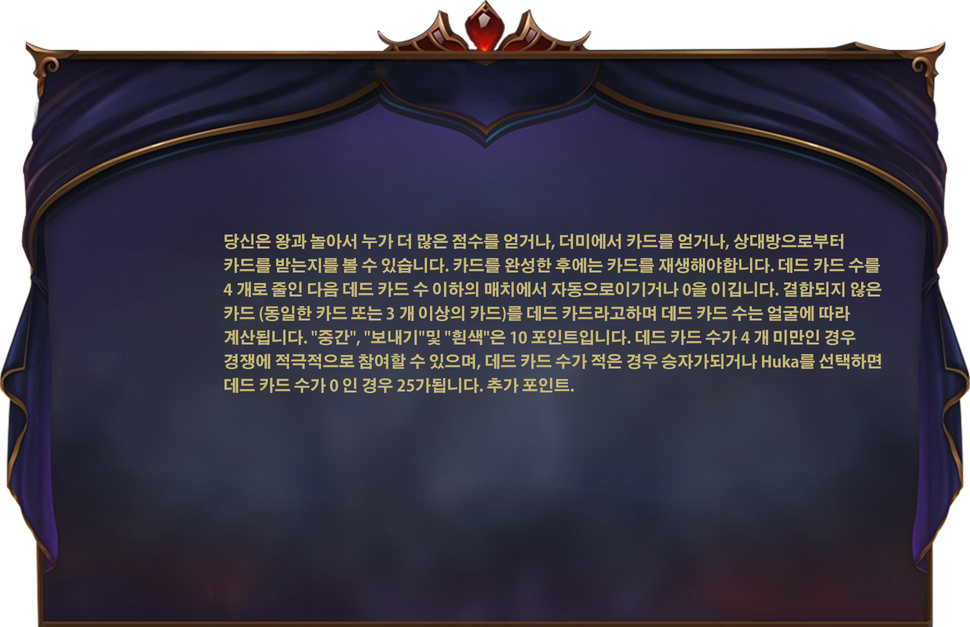 당신은 왕과 놀아서 누가 더 많은 점수를 얻거나, 더미에서 카드를 얻거나, 상대방으로부터
카드를 받는지를 볼 수 있습니다. 카드를 완성한 후에는 카드를 재생해야합니다. 데드 카드 수를
4 개로 줄인 다음 데드 카드 수 이하의 매치에서 자동으로이기거나 0을 이깁니다. 결합되지 않은
카드 (동일한 카드 또는 3 개 이상의 카드)를 데드 카드라고하며 데드 카드 수는 얼굴에 따라
계산됩니다. "중간", "보내기"및 "흰색"은 10 포인트입니다. 데드 카드 수가 4 개 미만인 경우
경쟁에 적극적으로 참여할 수 있으며, 데드 카드 수가 적은 경우 승자가되거나 Huka를 선택하면
데드 카드 수가 0 인 경우 25가됩니다. 추가 포인트.